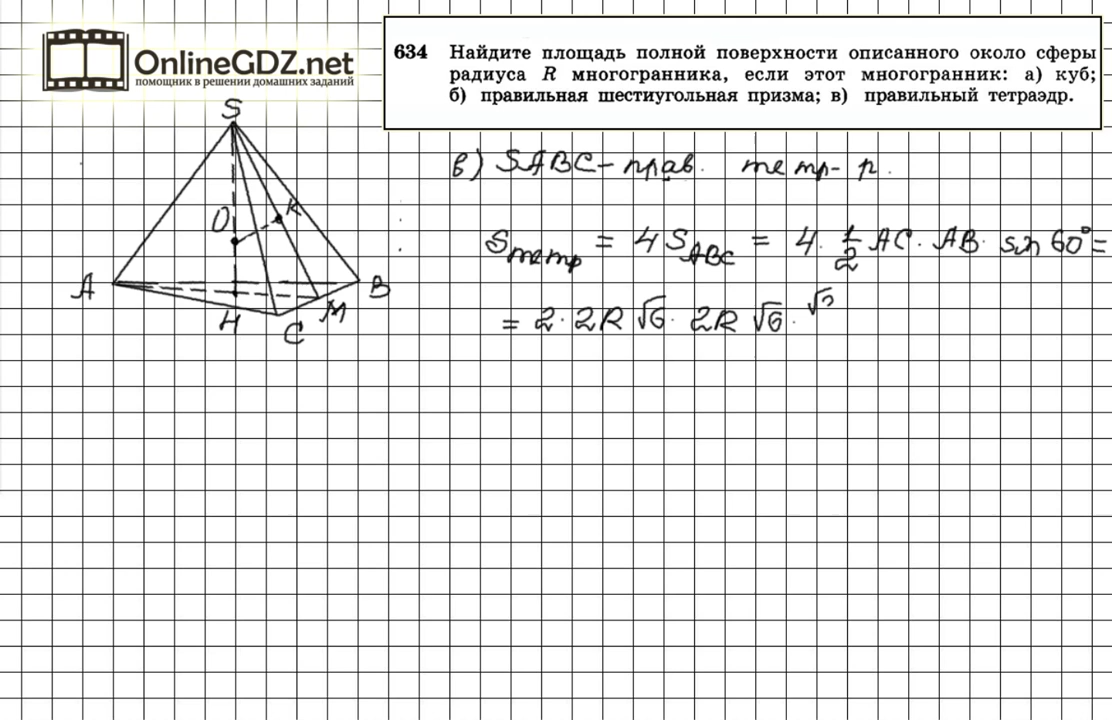 OnlineGDZ.net
помощник в решении домашних заданий
634 Найдите площадь полной поверхности описанного около сферы
радиуса R многогранника, если этот многогранник: а) куб;
б) правильная шестиугольная призма; в) правильный тетраэдр.
S
O
K
A
B
H
C
M
в) SABC – прав. тетр-р.
Sтетр = 4 S_ABC = 4 · 1/2 AC · AB · sin 60° =
= 2 · 2R √6 · 2R √6 ·